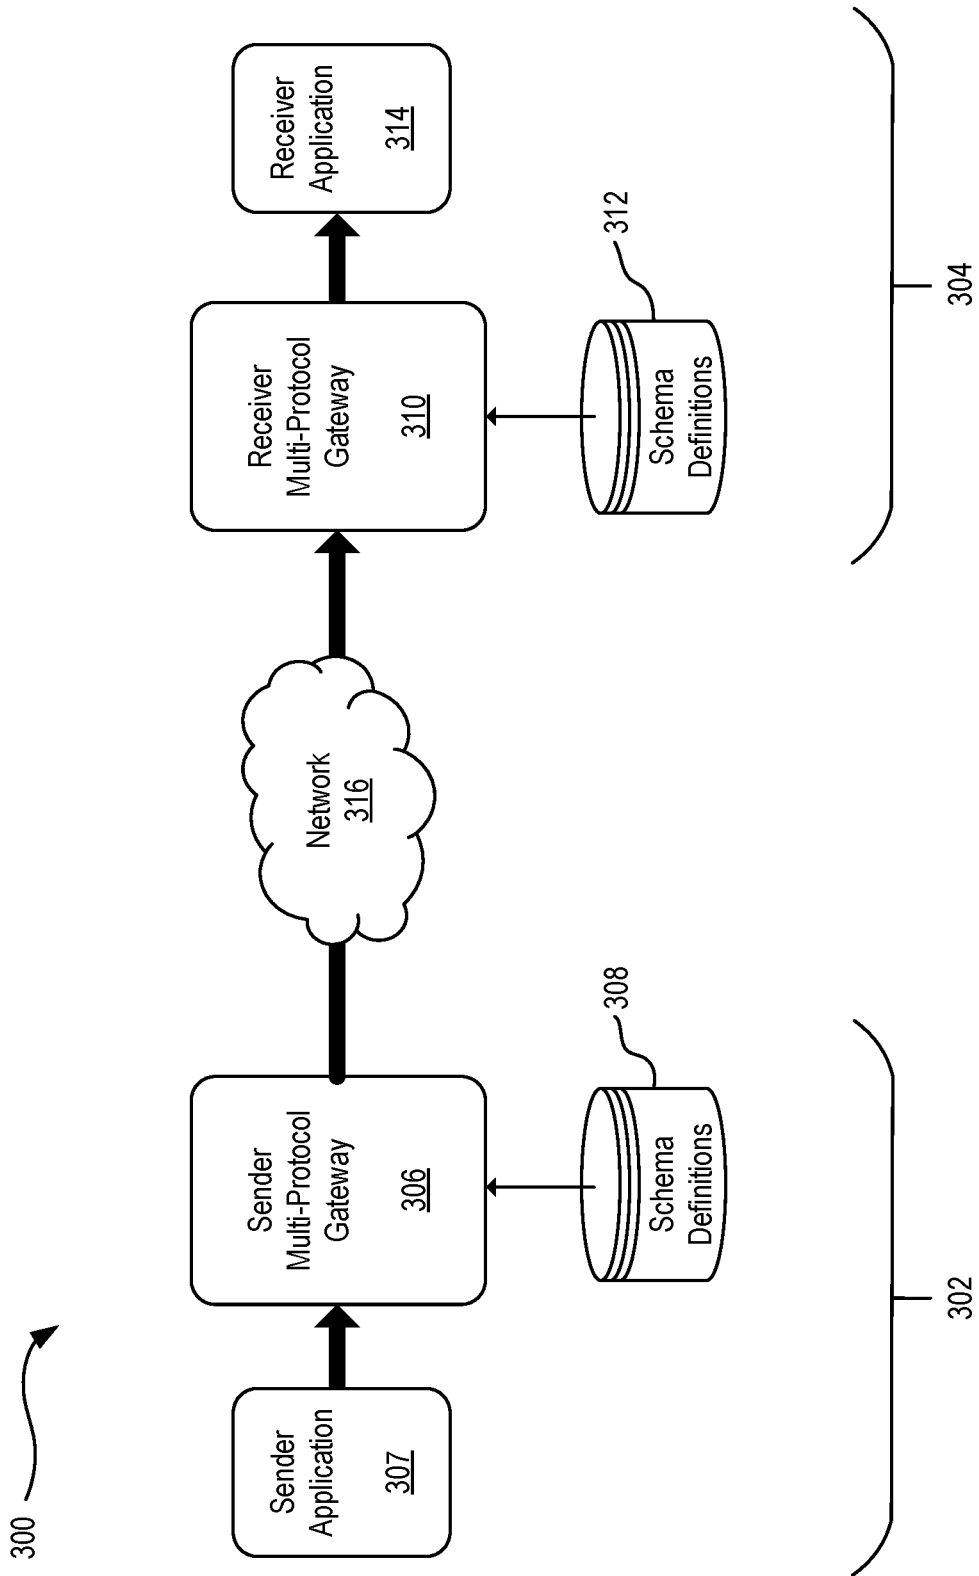 300
Sender
Application
307
Sender
Multi-Protocol
Gateway
306
Schema
Definitions
308
302
Network
316
Receiver
Multi-Protocol
Gateway
310
Schema
Definitions
312
Receiver
Application
314
304